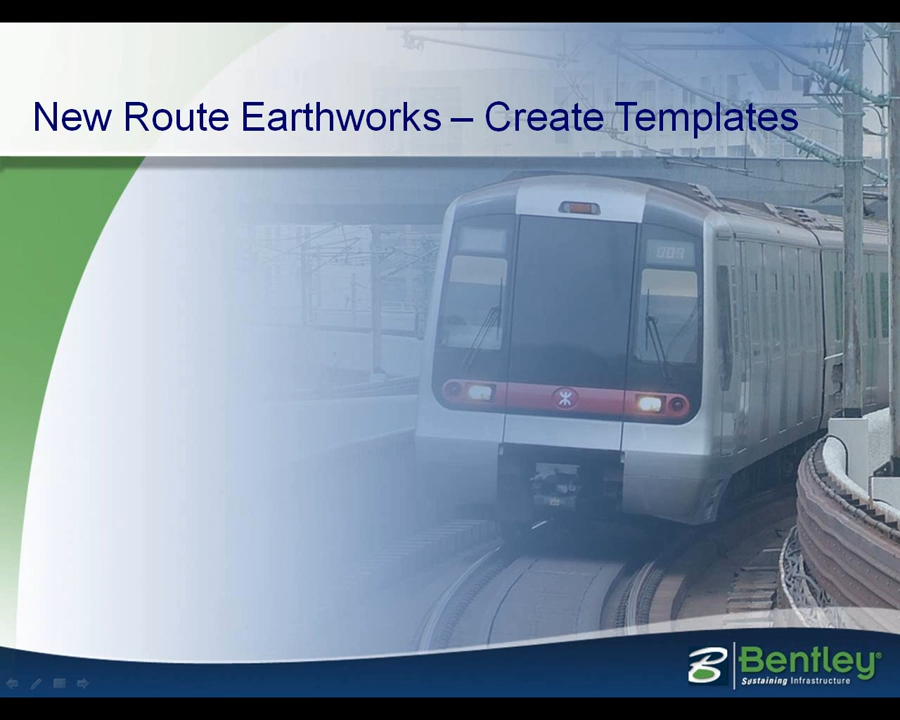 New Route Earthworks – Create Templates
Bentley®
Sustaining Infrastructure